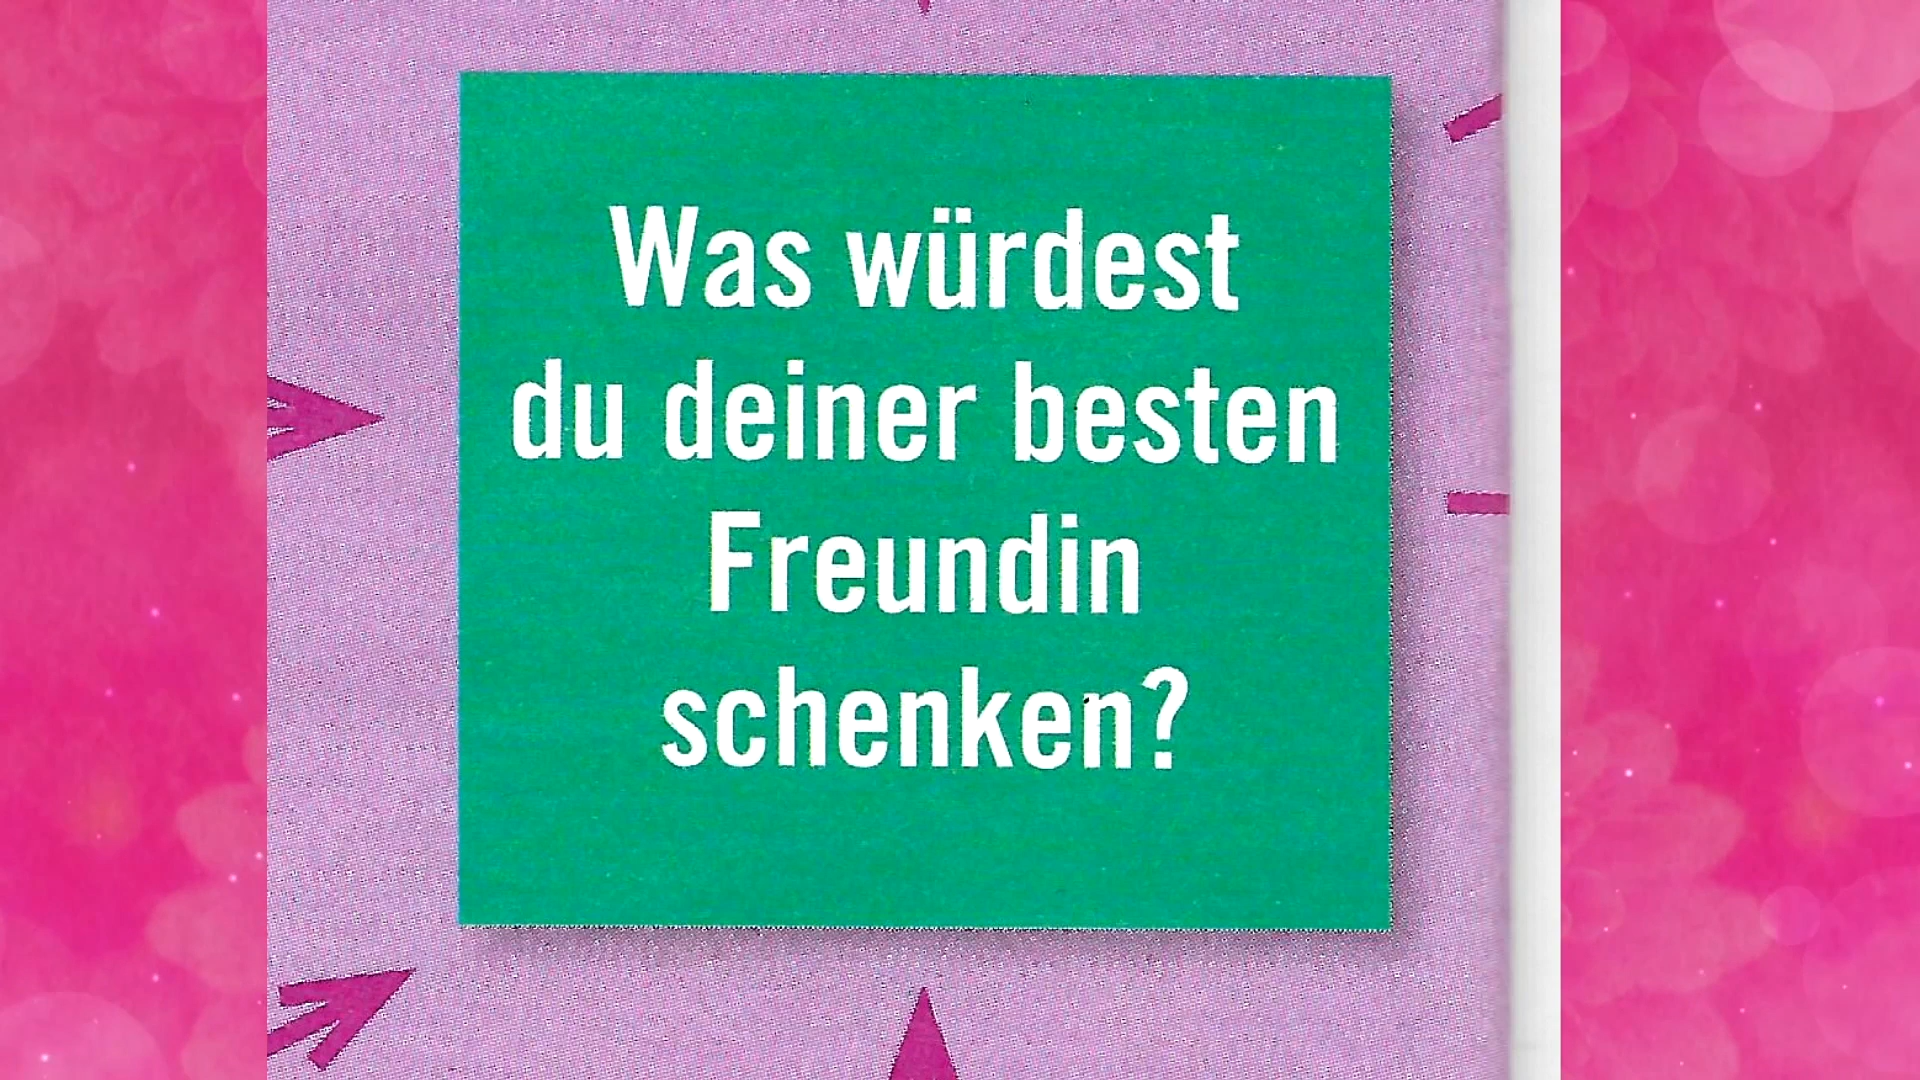 Was würdest
du deiner besten
Freundin
schenken?